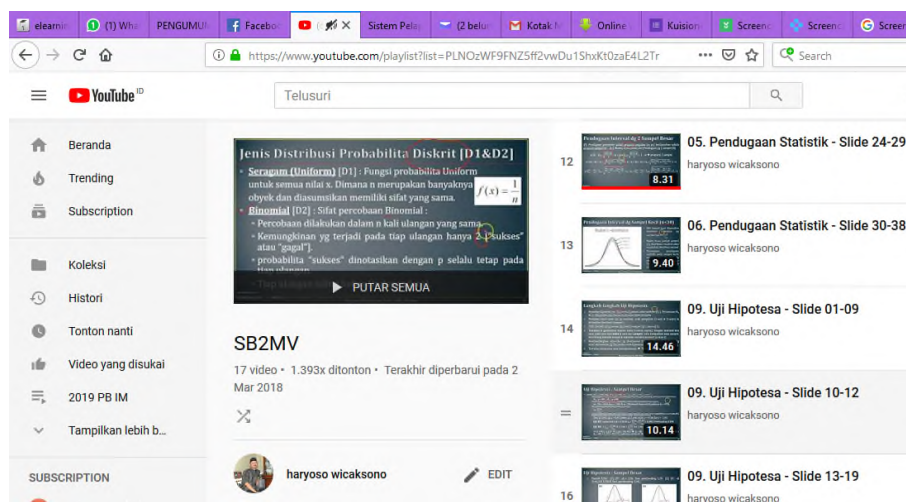 elearnin
(1) Wha
PENGUMU
Faceboo
Sistem Pela
(2 belu
Kotak M
Online
Kuision
Screenc
Screenc
Screer
https://www.youtube.com/playlist?list=PLNOzWF9FNZ5ff2vwDu1ShxKt0zaE4L2Tr
Search
YouTube ID
Telusuri
Beranda
Trending
Subscription
Koleksi
Histori
Tonton nanti
Video yang disukai
2019 PB IM
Tampilkan lebih b...
SUBSCRIPTION
Jenis Distribusi Probabilita Diskrit [D1&D2]
Seragam (Uniform) [D1] : Fungsi probabilita Uniform
untuk semua nilai x. Dimana n merupakan banyaknya
obyek dan diasumsikan memiliki sifat yang sama.
f(x) = 1/n
Binomial [D2] : Sifat percobaan Binomial :
- Percobaan dilakukan dalam n kali ulangan yang sama.
- Kemungkinan yg terjadi pada tiap ulangan hanya 2 ["sukses"
atau "gagal"].
- probabilita "sukses" dinotasikan dengan p selalu tetap pada
tiap ulangan
PUTAR SEMUA
SB2MV
17 video • 1.393x ditonton • Terakhir diperbarui pada 2
Mar 2018
haryoso wicaksono
EDIT
12
8.31
05. Pendugaan Statistik - Slide 24-29
haryoso wicaksono
13
9.40
06. Pendugaan Statistik - Slide 30-38
haryoso wicaksono
14
14.46
09. Uji Hipotesa - Slide 01-09
haryoso wicaksono
10.14
09. Uji Hipotesa - Slide 10-12
haryoso wicaksono
16
09. Uji Hipotesa - Slide 13-19
haryoso wicaksono